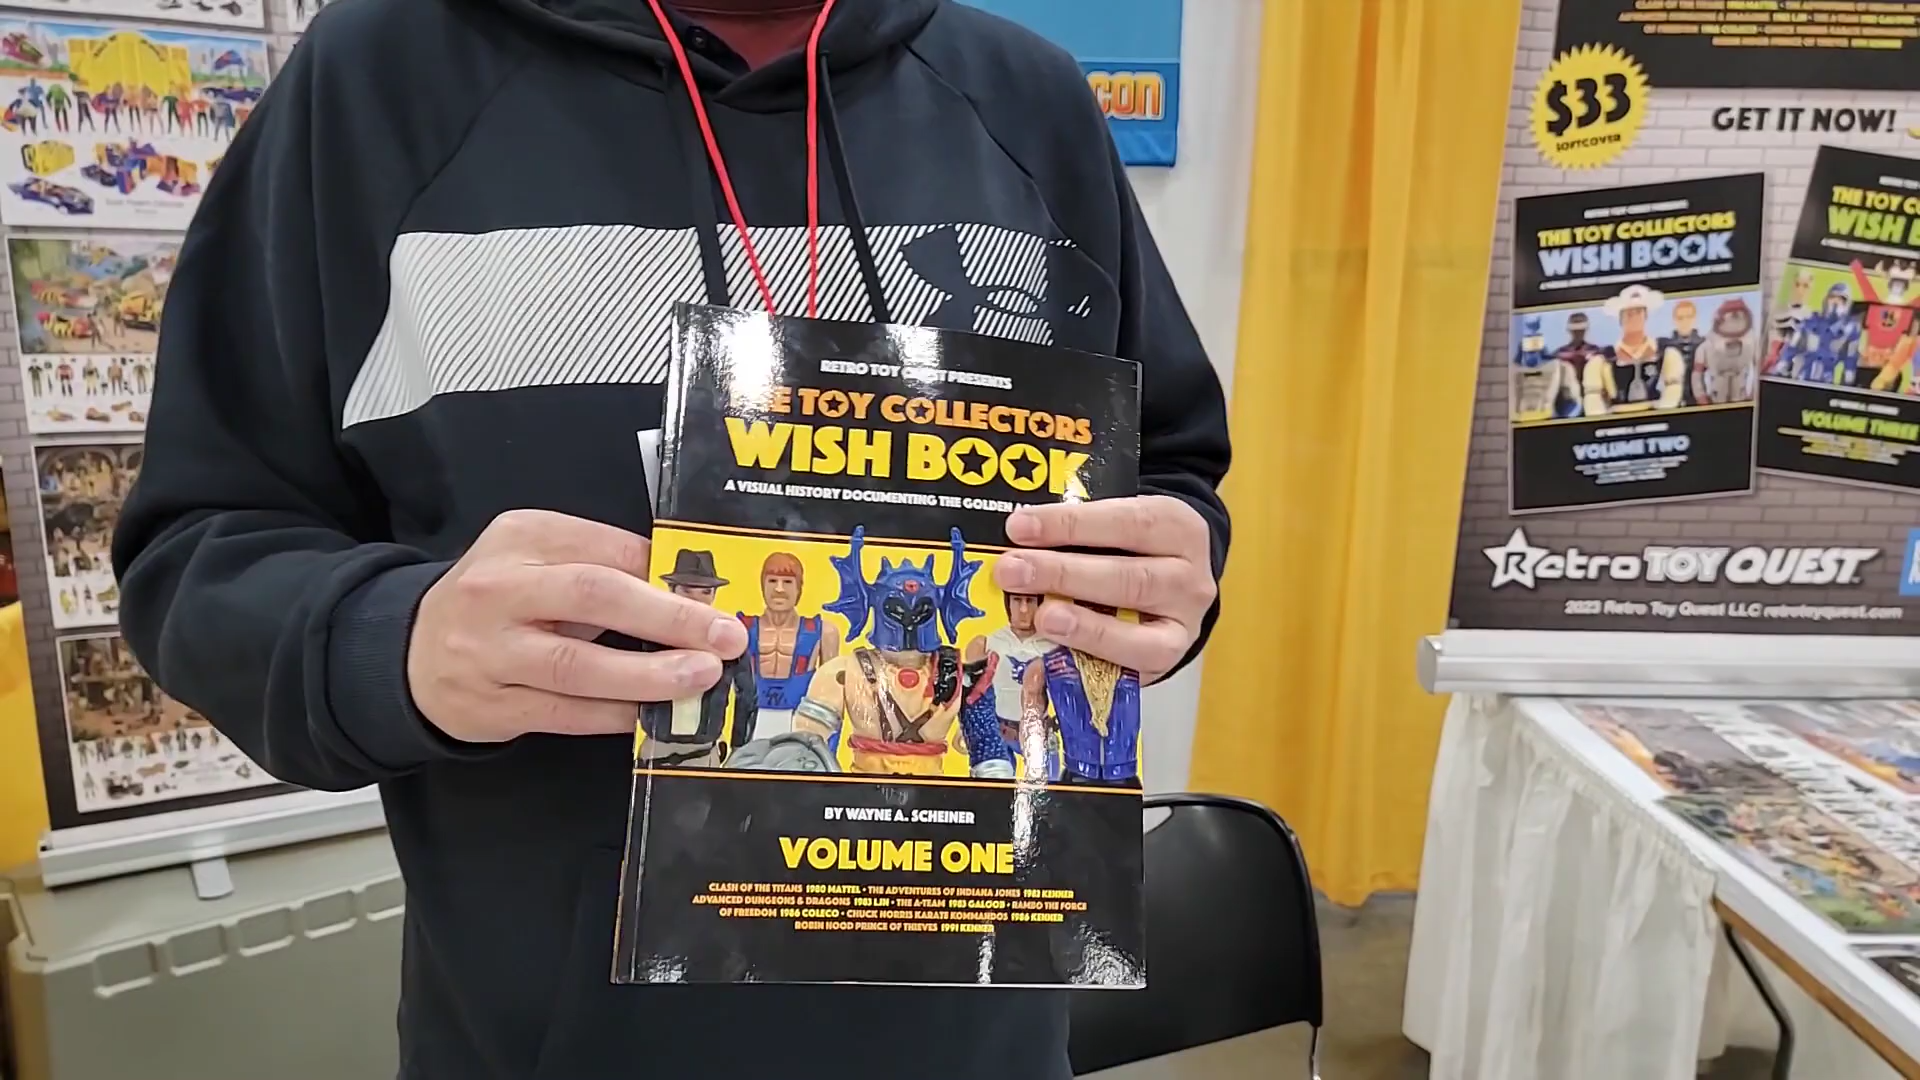 RETRO TOY PRESENTS
THE TOY COLLECTORS
WISH BOOK
A VISUAL HISTORY DOCUMENTING THE GOLDEN
BY WAYNE A. SCHEINER
VOLUME ONE
CLASH OF THE TITANS 1980 MATTEL • THE ADVENTURES OF INDIANA JONES 1982 KENNER
ADVANCED DUNGEONS & DRAGONS 1983 LJN • THE A-TEAM 1983 GALOOB • RAMBO THE FORCE
OF FREEDOM 1986 COLECO • CHUCK NORRIS KARATE KOMMANDOS 1986 KENNER
ROBIN HOOD PRINCE OF THIEVES 1991 KENNER
CON
$33
SOFTCOVER
GET IT NOW!
THE TOY COLLECTORS
WISH BOOK
VOLUME TWO
THE TOY CO
WISH B
VOLUME THREE
Retro TOY QUEST
2023 Retro Toy Quest LLC retrotoyquest.com